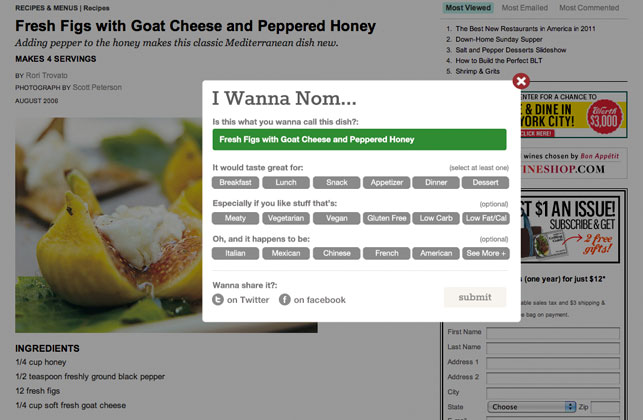 RECIPES & MENUS | Recipes
Fresh Figs with Goat Cheese and Peppered Honey
Adding pepper to the honey makes this classic Mediterranean dish new.
MAKES 4 SERVINGS
BY Rori Trovato
PHOTOGRAPH BY Scott Peterson
AUGUST 2006
I Wanna Nom...
Is this what you wanna call this dish?:
Fresh Figs with Goat Cheese and Peppered Honey
It would taste great for: (select at least one)
Breakfast Lunch Snack Appetizer Dinner Dessert
Especially if you like stuff that's: (optional)
Meaty Vegetarian Vegan Gluten Free Low Carb Low Fat/Cal
Oh, and it happens to be: (optional)
Italian Mexican Chinese French American See More +
Wanna share it?:
on Twitter on facebook submit
INGREDIENTS
1/4 cup honey
1/2 teaspoon freshly ground black pepper
12 fresh figs
1/4 cup soft fresh goat cheese
Most Viewed Most Emailed Most Commented
1. The Best New Restaurants in America in 2011
2. Down-Home Sunday Supper
3. Salt and Pepper Desserts Slideshow
4. How to Build the Perfect BLT
5. Shrimp & Grits
ENTER FOR A CHANCE TO
E & DINE IN
YORK CITY!
CLICK HERE!
Worth
$3,000
wines chosen by Bon Appétit
INESHOP.COM
T $1 AN ISSUE!
SUBSCRIBE & GET
2 free gifts!
(one year) for just $12*
able sales tax and $3 shipping &
e bag on payment.
First Name
Last Name
Address 1
Address 2
City
State Choose Zip